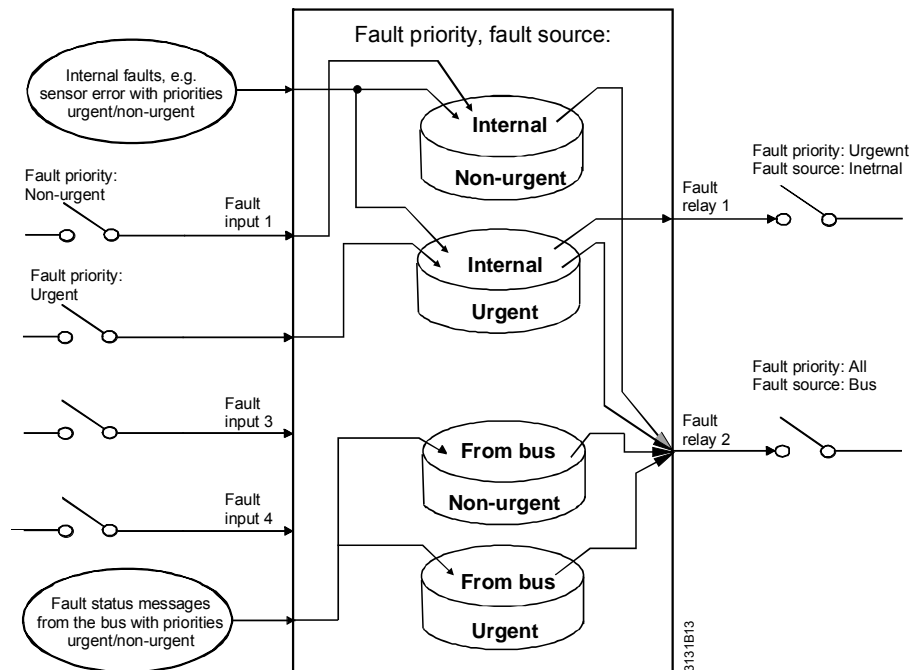 Fault priority, fault source:
Internal faults, e.g.
sensor error with priorities
urgent/non-urgent
Internal
Non-urgent
Fault priority: Urgewnt
Fault source: Inetrnal
Fault priority:
Non-urgent
Fault
input 1
Fault
relay 1
Internal
Urgent
Fault priority:
Urgent
Fault priority: All
Fault source: Bus
Fault
input 3
Fault
relay 2
From bus
Non-urgent
Fault
input 4
From bus
Urgent
Fault status messages
from the bus with priorities
urgent/non-urgent
3131B13